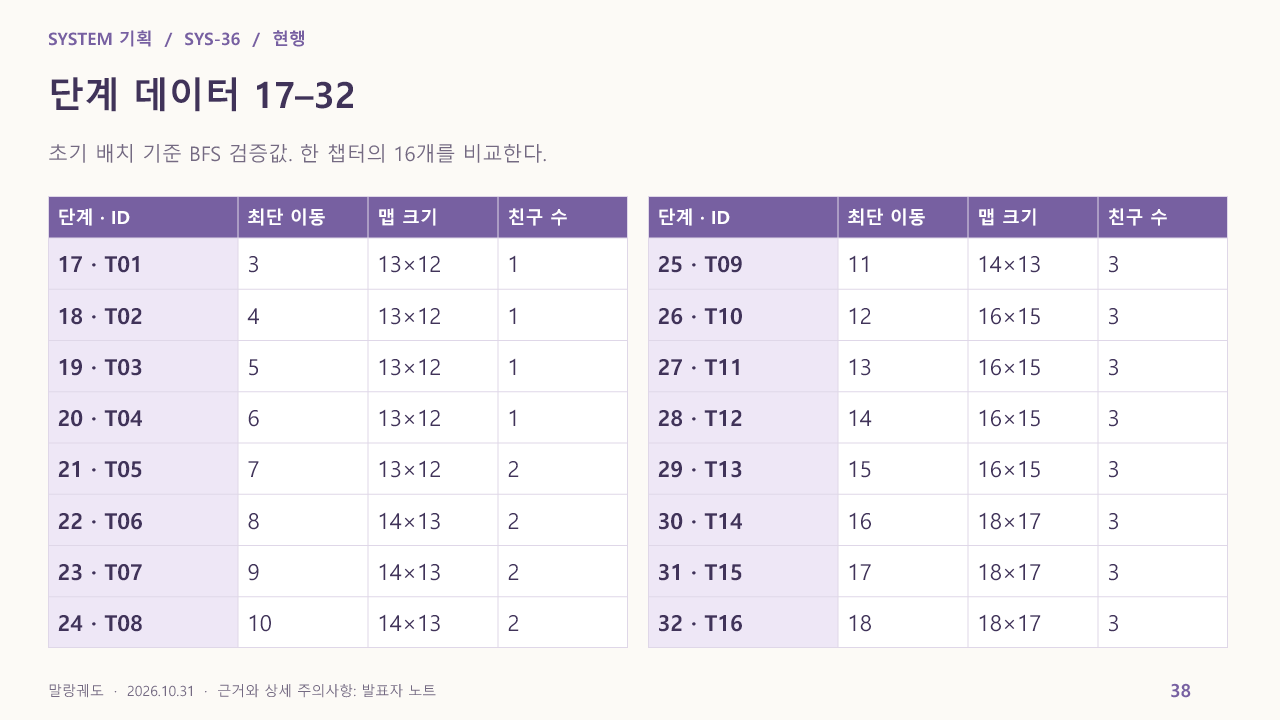 SYSTEM 기획 / SYS-36 / 현행
단계 데이터 17–32
초기 배치 기준 BFS 검증값. 한 챕터의 16개를 비교한다.
단계 · ID 최단 이동 맵 크기 친구 수
17 · T01 3 13×12 1
18 · T02 4 13×12 1
19 · T03 5 13×12 1
20 · T04 6 13×12 1
21 · T05 7 13×12 2
22 · T06 8 14×13 2
23 · T07 9 14×13 2
24 · T08 10 14×13 2
단계 · ID 최단 이동 맵 크기 친구 수
25 · T09 11 14×13 3
26 · T10 12 16×15 3
27 · T11 13 16×15 3
28 · T12 14 16×15 3
29 · T13 15 16×15 3
30 · T14 16 18×17 3
31 · T15 17 18×17 3
32 · T16 18 18×17 3
말랑궤도 · 2026.10.31 · 근거와 상세 주의사항: 발표자 노트
38